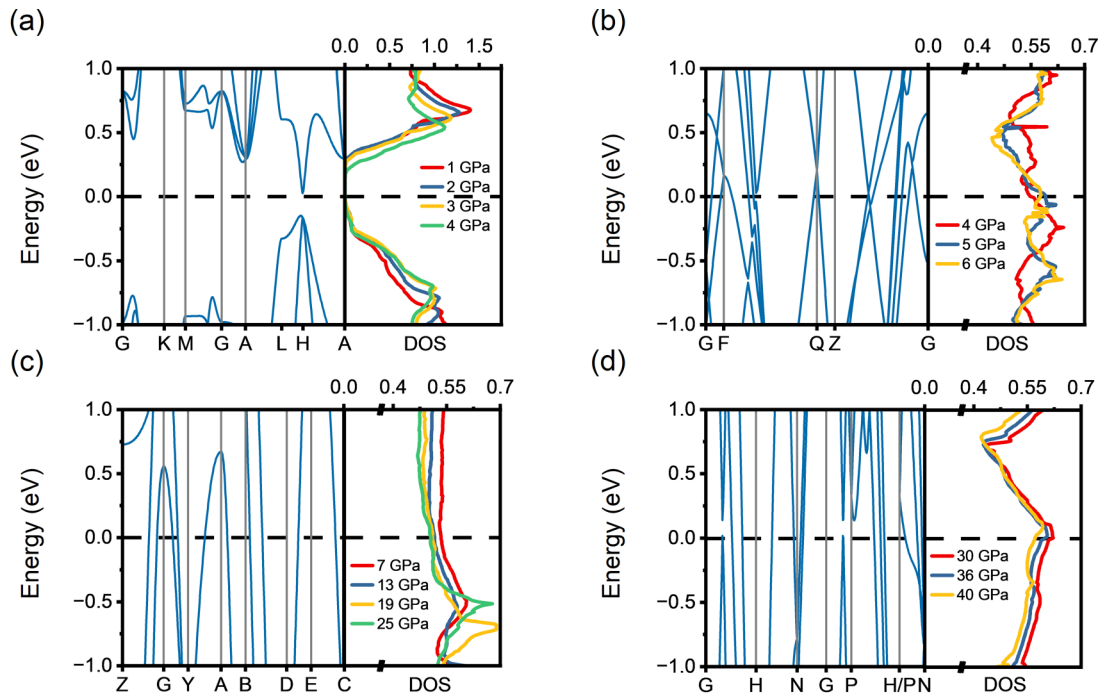 (a)
0.0 0.5 1.0 1.5
1.0
0.5
0.0
−0.5
−1.0
Energy (eV)
1 GPa
2 GPa
3 GPa
4 GPa
G K M G A L H A DOS
(b)
0.0 0.4 0.55 0.7
1.0
0.5
0.0
−0.5
−1.0
Energy (eV)
4 GPa
5 GPa
6 GPa
G F Q Z G DOS
(c)
0.0 0.4 0.55 0.7
1.0
0.5
0.0
−0.5
−1.0
Energy (eV)
7 GPa
13 GPa
19 GPa
25 GPa
Z G Y A B D E C DOS
(d)
0.0 0.4 0.55 0.7
1.0
0.5
0.0
−0.5
−1.0
Energy (eV)
30 GPa
36 GPa
40 GPa
G H N G P H/P N DOS